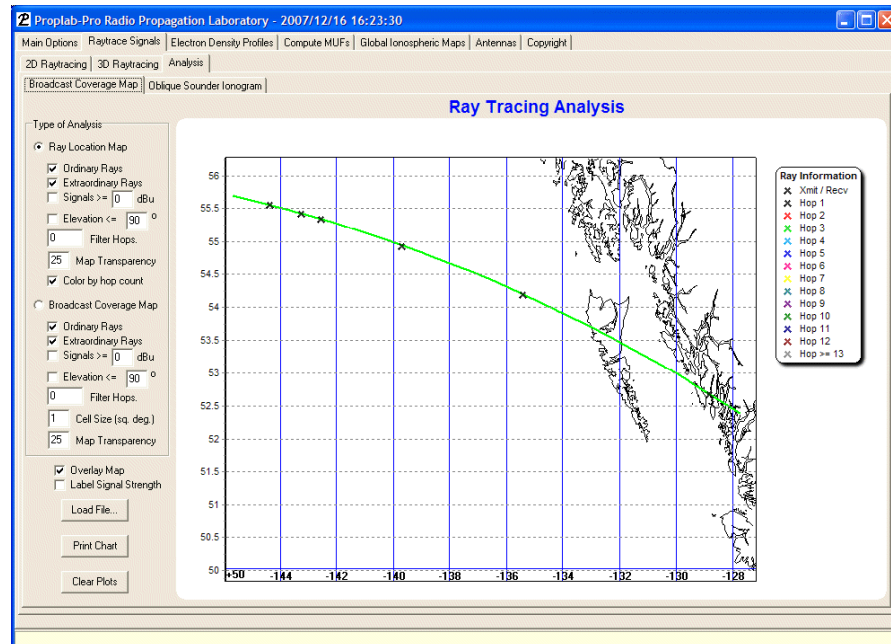 Proplab-Pro Radio Propagation Laboratory - 2007/12/16 16:23:30
Main Options Raytrace Signals Electron Density Profiles Compute MUFs Global Ionospheric Maps Antennas Copyright
2D Raytracing 3D Raytracing Analysis
Broadcast Coverage Map Oblique Sounder Ionogram
Ray Tracing Analysis
Type of Analysis
Ray Location Map
Ordinary Rays
Extraordinary Rays
Signals >= 0 dBu
Elevation <= 90 o
0 Filter Hops.
25 Map Transparency
Color by hop count
Broadcast Coverage Map
Ordinary Rays
Extraordinary Rays
Signals >= 0 dBu
Elevation <= 90 o
0 Filter Hops.
1 Cell Size (sq. deg.)
25 Map Transparency
Overlay Map
Label Signal Strength
Load File...
Print Chart
Clear Plots
56
55.5
55
54.5
54
53.5
53
52.5
52
51.5
51
50.5
50
+50 -144 -142 -140 -138 -136 -134 -132 -130 -128
Ray Information
Xmit / Recv
Hop 1
Hop 2
Hop 3
Hop 4
Hop 5
Hop 6
Hop 7
Hop 8
Hop 9
Hop 10
Hop 11
Hop 12
Hop >= 13